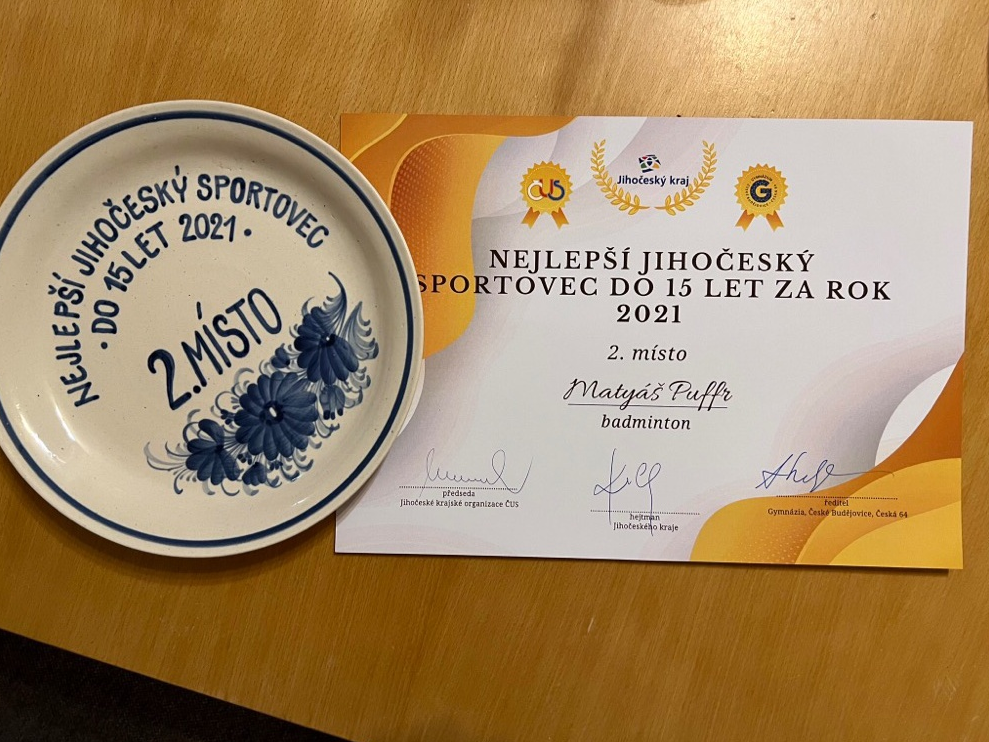 NEJLEPŠÍ JIHOČESKÝ SPORTOVEC
· DO 15 LET 2021 ·
2. MÍSTO
ČUS
Jihočeský kraj
G
NEJLEPŠÍ JIHOČESKÝ
SPORTOVEC DO 15 LET ZA ROK
2021
2. místo
Matyáš Puffr
badminton
předseda
Jihočeské krajské organizace ČUS
hejtman
Jihočeského kraje
ředitel
Gymnázia, České Budějovice, Česká 64